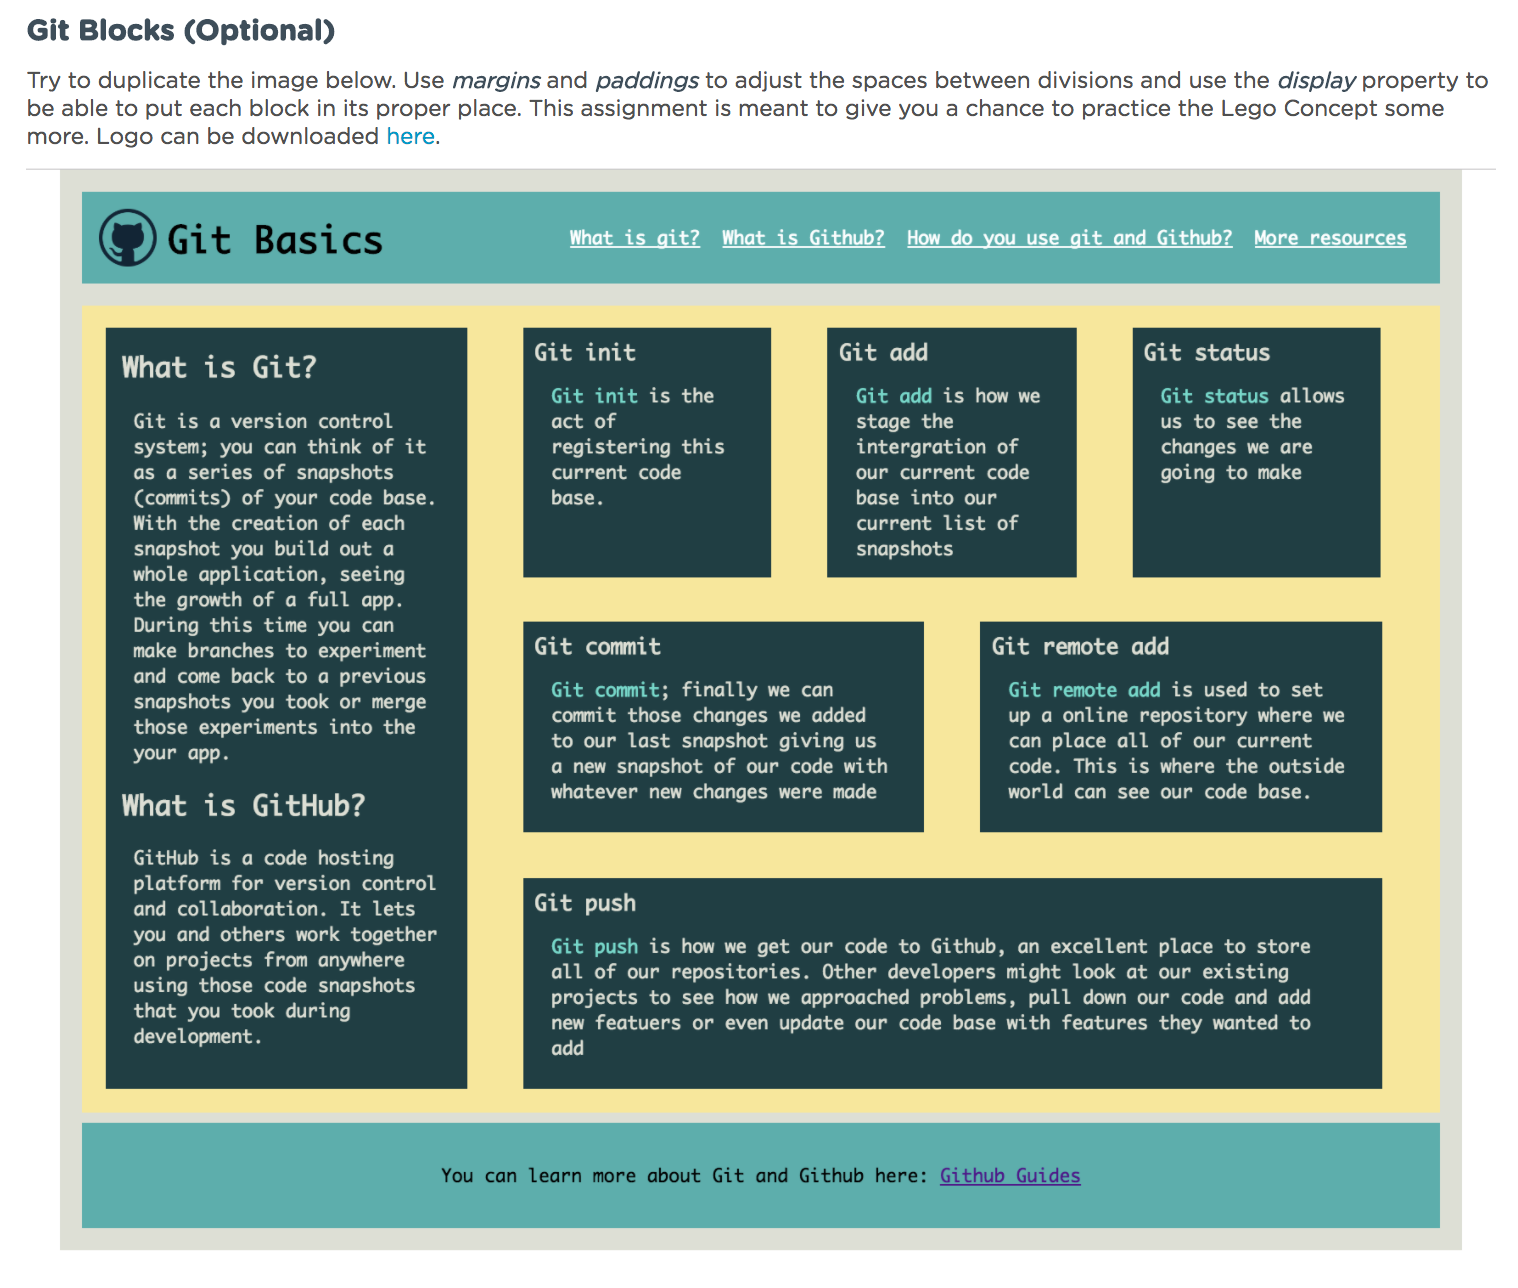 Git Blocks (Optional)
Try to duplicate the image below. Use margins and paddings to adjust the spaces between divisions and use the display property to
be able to put each block in its proper place. This assignment is meant to give you a chance to practice the Lego Concept some
more. Logo can be downloaded here.
Git Basics
What is git? What is Github? How do you use git and Github? More resources
What is Git?
Git is a version control
system; you can think of it
as a series of snapshots
(commits) of your code base.
With the creation of each
snapshot you build out a
whole application, seeing
the growth of a full app.
During this time you can
make branches to experiment
and come back to a previous
snapshots you took or merge
those experiments into the
your app.
What is GitHub?
GitHub is a code hosting
platform for version control
and collaboration. It lets
you and others work together
on projects from anywhere
using those code snapshots
that you took during
development.
Git init
Git init is the
act of
registering this
current code
base.
Git add
Git add is how we
stage the
intergration of
our current code
base into our
current list of
snapshots
Git status
Git status allows
us to see the
changes we are
going to make
Git commit
Git commit; finally we can
commit those changes we added
to our last snapshot giving us
a new snapshot of our code with
whatever new changes were made
Git remote add
Git remote add is used to set
up a online repository where we
can place all of our current
code. This is where the outside
world can see our code base.
Git push
Git push is how we get our code to Github, an excellent place to store
all of our repositories. Other developers might look at our existing
projects to see how we approached problems, pull down our code and add
new featuers or even update our code base with features they wanted to
add
You can learn more about Git and Github here: Github Guides